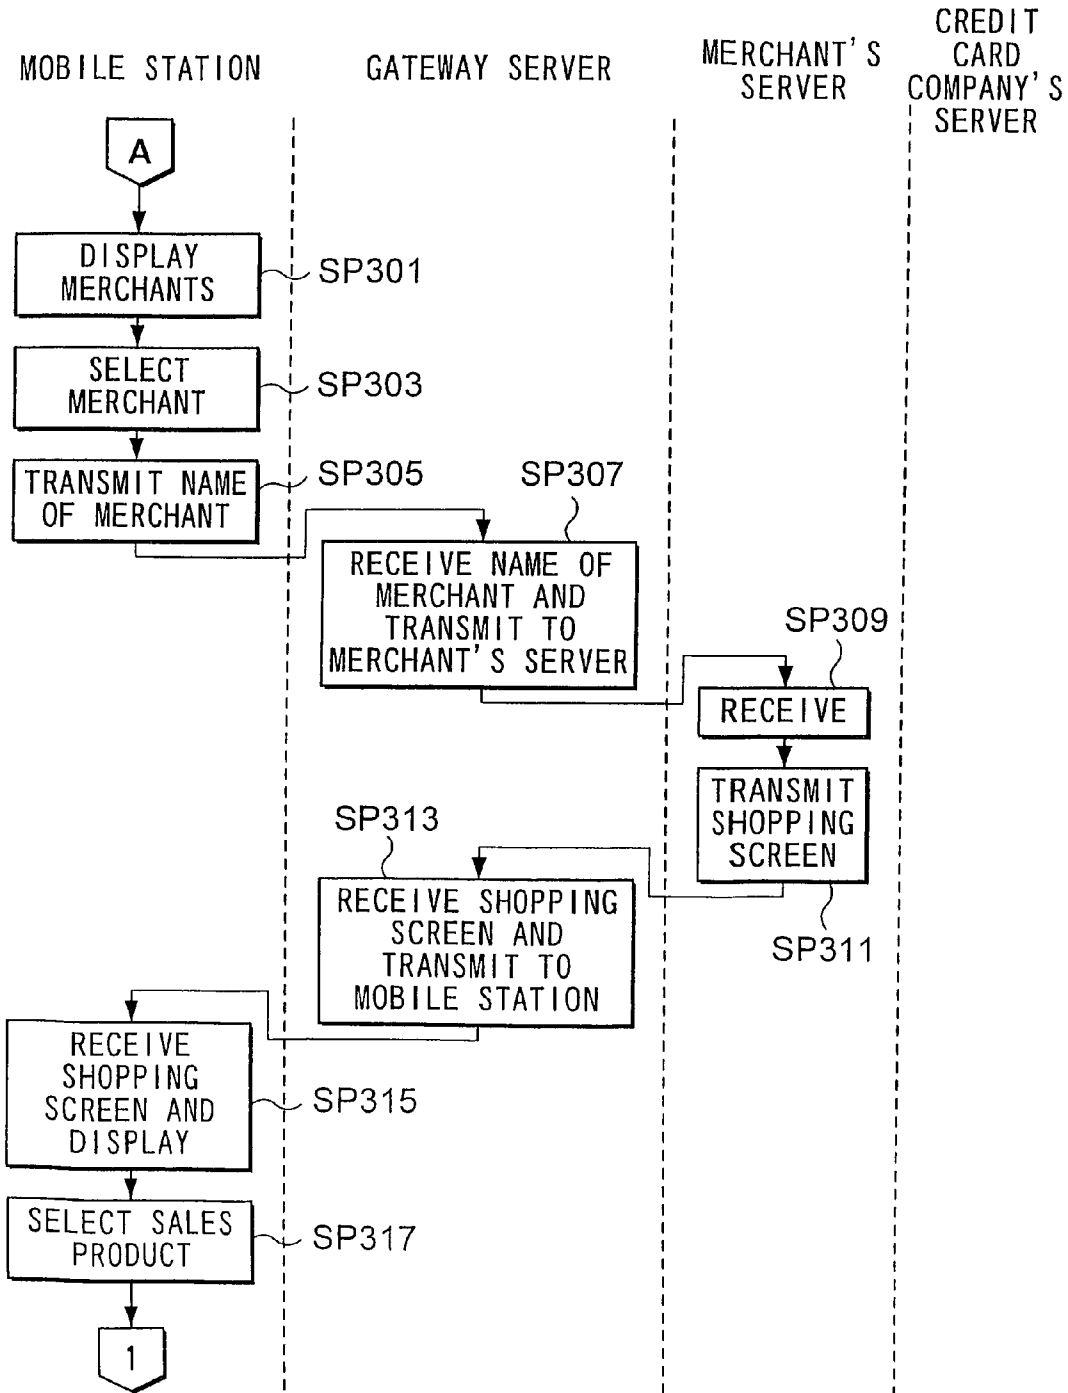 MOBILE STATION
GATEWAY SERVER
MERCHANT'S
SERVER
CREDIT
CARD
COMPANY'S
SERVER
A
DISPLAY
MERCHANTS
SP301
SELECT
MERCHANT
SP303
TRANSMIT NAME
OF MERCHANT
SP305
SP307
RECEIVE NAME OF
MERCHANT AND
TRANSMIT TO
MERCHANT'S SERVER
SP309
RECEIVE
TRANSMIT
SHOPPING
SCREEN
SP311
SP313
RECEIVE SHOPPING
SCREEN AND
TRANSMIT TO
MOBILE STATION
RECEIVE
SHOPPING
SCREEN AND
DISPLAY
SP315
SELECT SALES
PRODUCT
SP317
1